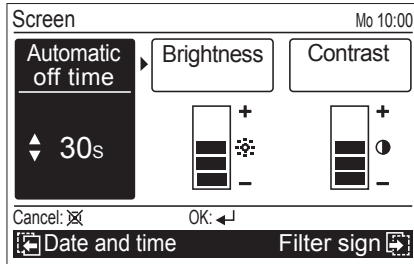 Screen Mo 10:00
Automatic off time
Brightness
Contrast
30s
+ +
- -
Cancel: OK:
Date and time Filter sign